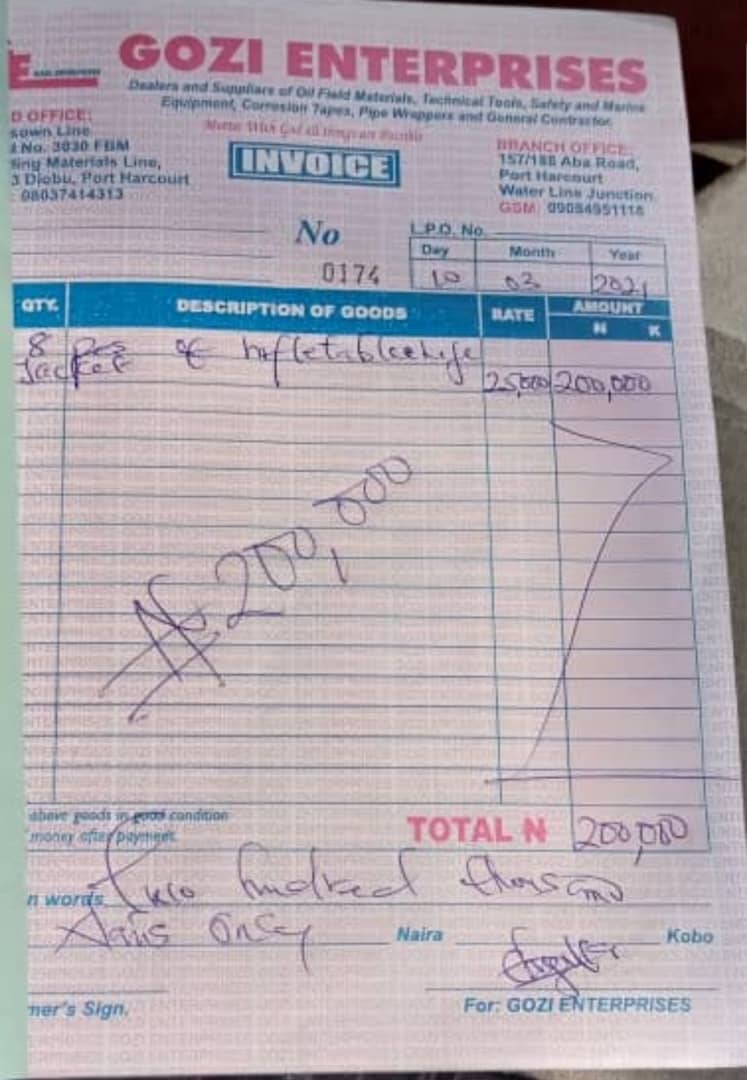 GOZI ENTERPRISES
Dealers and Suppliers of Oil Field Materials, Technical Tools, Safety and Marine
Equipment, Corrosion Tapes, Pipe Wrappers and General Contractor
With God all things are
D OFFICE:
sown Line
No. 3030 FBM
ing Materials Line,
3 Diobu, Port Harcourt
08037414313
INVOICE
BRANCH OFFICE:
157/188 Aba Road,
Port Harcourt
Water Line Junction
GSM: 09084951118
No
0174
L.P.O. No.
Day Month Year
10 03 2021
QTY. DESCRIPTION OF GOODS RATE AMOUNT
N K
8 Pcs of Inflatable life
Jacket 25,000 200,000
₦200,000
above goods in good condition
money after payment
TOTAL N 200,000
n words Two hundred thousand
Naira Only Naira Kobo
mer's Sign. For: GOZI ENTERPRISES